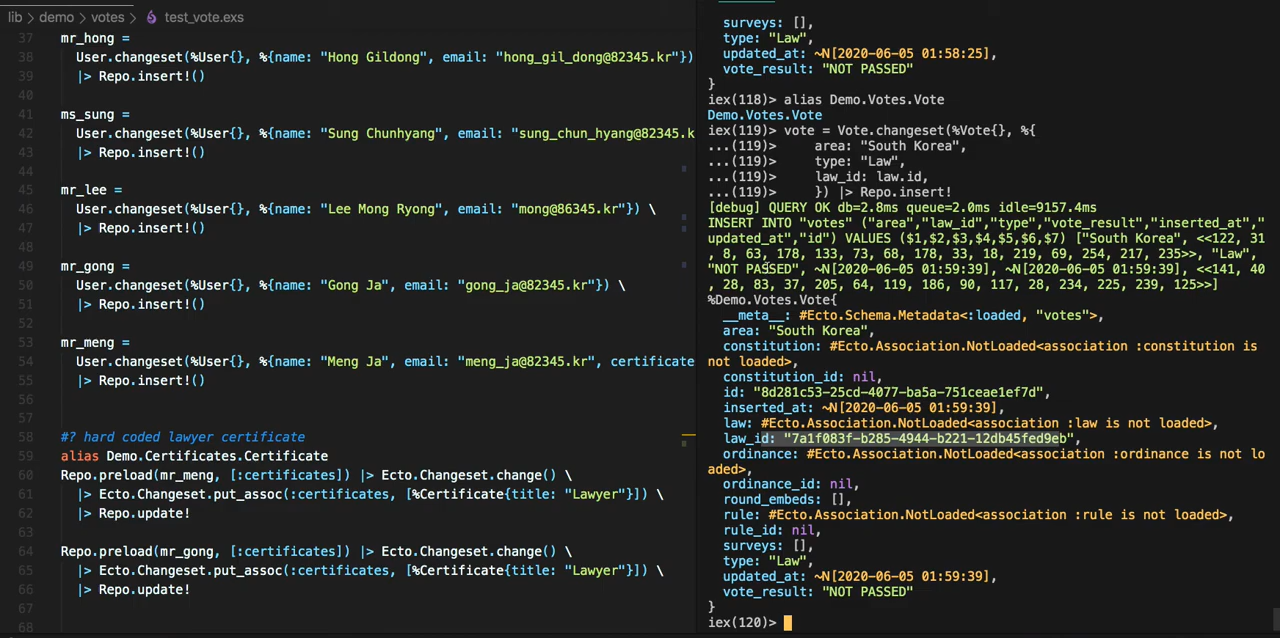 lib > demo > votes > test_vote.exs
37 mr_hong =
38 User.changeset(%User{}, %{name: "Hong Gildong", email: "hong_gil_dong@82345.kr"})
39 |> Repo.insert!()
40
41 ms_sung =
42 User.changeset(%User{}, %{name: "Sung Chunhyang", email: "sung_chun_hyang@82345.k
43 |> Repo.insert!()
44
45 mr_lee =
46 User.changeset(%User{}, %{name: "Lee Mong Ryong", email: "mong@86345.kr"}) \
47 |> Repo.insert!()
48
49 mr_gong =
50 User.changeset(%User{}, %{name: "Gong Ja", email: "gong_ja@82345.kr"}) \
51 |> Repo.insert!()
52
53 mr_meng =
54 User.changeset(%User{}, %{name: "Meng Ja", email: "meng_ja@82345.kr", certificate
55 |> Repo.insert!()
56
57
58 #? hard coded lawyer certificate
59 alias Demo.Certificates.Certificate
60 Repo.preload(mr_meng, [:certificates]) |> Ecto.Changeset.change() \
61 |> Ecto.Changeset.put_assoc(:certificates, [%Certificate{title: "Lawyer"}]) \
62 |> Repo.update!
63
64 Repo.preload(mr_gong, [:certificates]) |> Ecto.Changeset.change() \
65 |> Ecto.Changeset.put_assoc(:certificates, [%Certificate{title: "Lawyer"}]) \
66 |> Repo.update!
67
68
surveys: [],
type: "Law",
updated_at: ~N[2020-06-05 01:58:25],
vote_result: "NOT PASSED"
}
iex(118)> alias Demo.Votes.Vote
Demo.Votes.Vote
iex(119)> vote = Vote.changeset(%Vote{}, %{
...(119)> area: "South Korea",
...(119)> type: "Law",
...(119)> law_id: law.id,
...(119)> }) |> Repo.insert!
[debug] QUERY OK db=2.8ms queue=2.0ms idle=9157.4ms
INSERT INTO "votes" ("area","law_id","type","vote_result","inserted_at","
updated_at","id") VALUES ($1,$2,$3,$4,$5,$6,$7) ["South Korea", <<122, 31
, 8, 63, 178, 133, 73, 68, 178, 33, 18, 219, 69, 254, 217, 235>>, "Law",
"NOT PASSED", ~N[2020-06-05 01:59:39], ~N[2020-06-05 01:59:39], <<141, 40
, 28, 83, 37, 205, 64, 119, 186, 90, 117, 28, 234, 225, 239, 125>>]
%Demo.Votes.Vote{
__meta__: #Ecto.Schema.Metadata<:loaded, "votes">,
area: "South Korea",
constitution: #Ecto.Association.NotLoaded<association :constitution is
not loaded>,
constitution_id: nil,
id: "8d281c53-25cd-4077-ba5a-751ceae1ef7d",
inserted_at: ~N[2020-06-05 01:59:39],
law: #Ecto.Association.NotLoaded<association :law is not loaded>,
law_id: "7a1f083f-b285-4944-b221-12db45fed9eb",
ordinance: #Ecto.Association.NotLoaded<association :ordinance is not lo
aded>,
ordinance_id: nil,
round_embeds: [],
rule: #Ecto.Association.NotLoaded<association :rule is not loaded>,
rule_id: nil,
surveys: [],
type: "Law",
updated_at: ~N[2020-06-05 01:59:39],
vote_result: "NOT PASSED"
}
iex(120)>